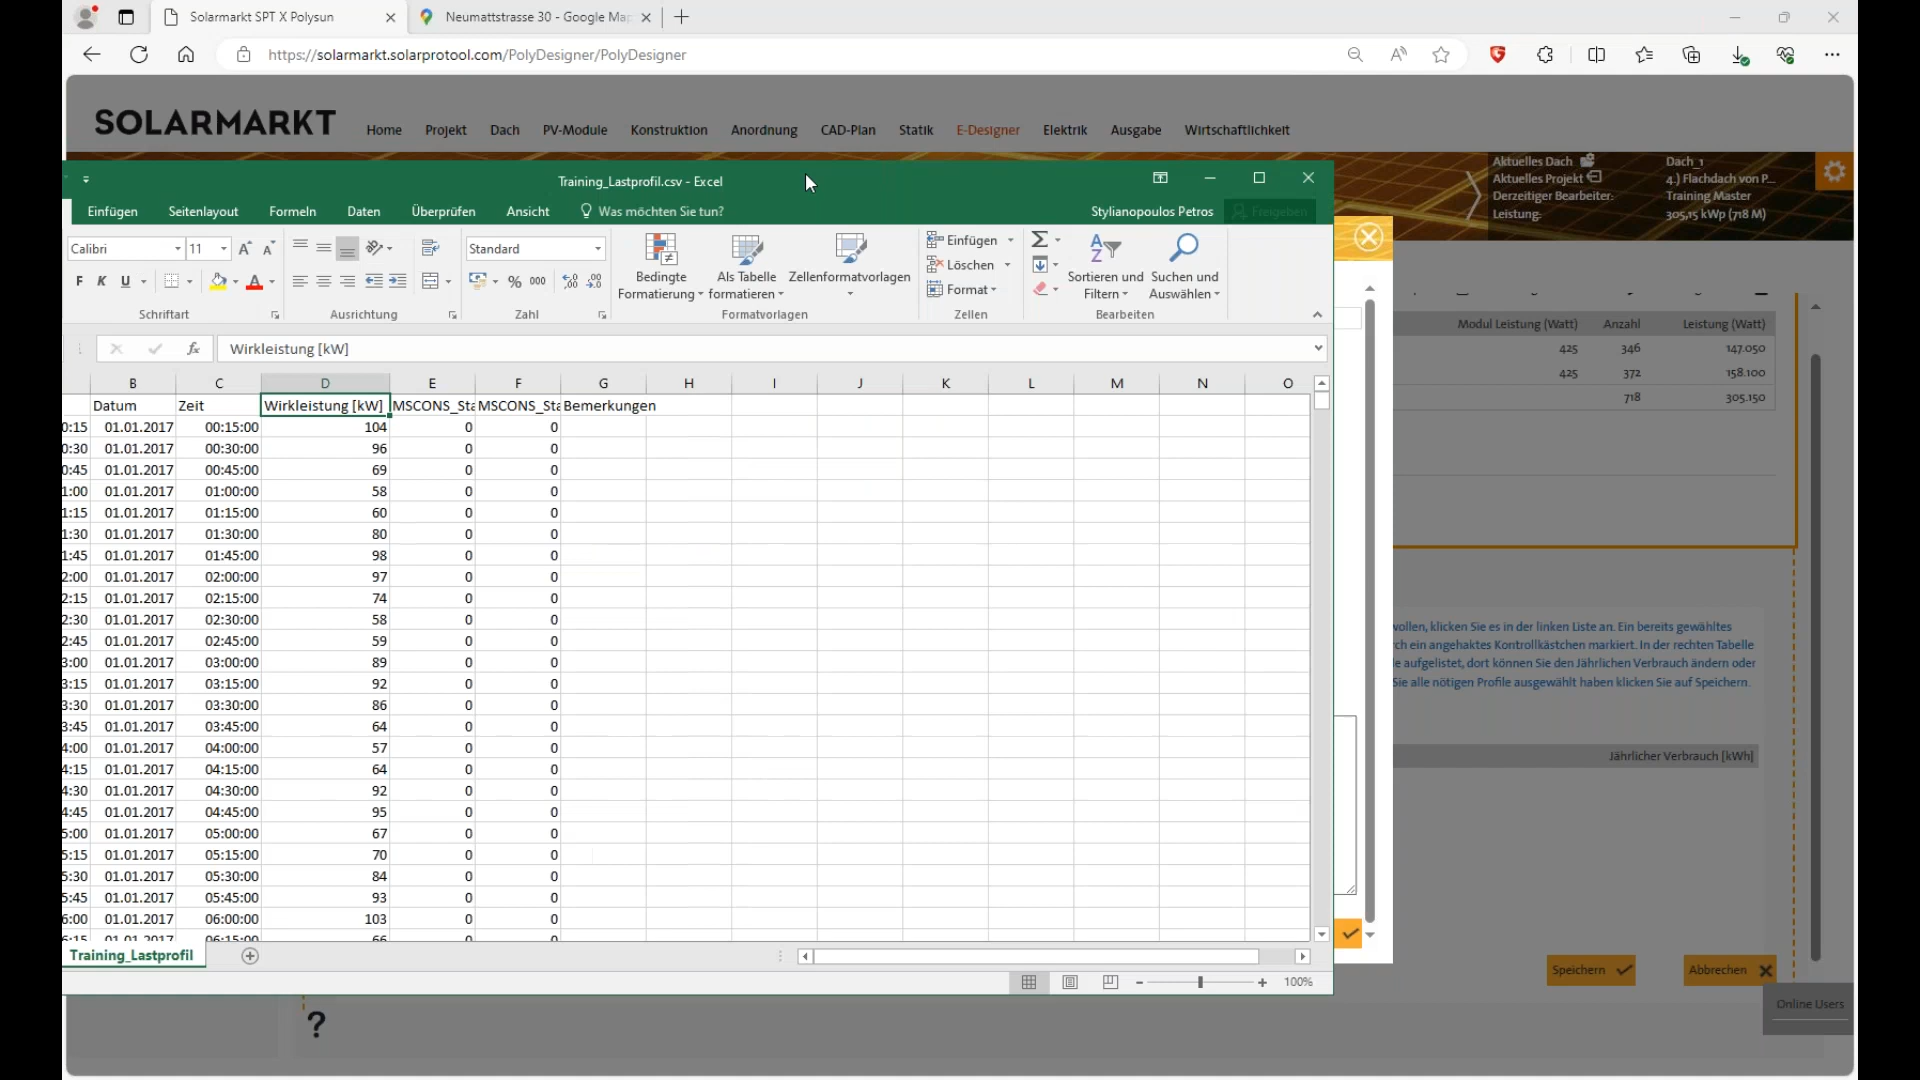 Solarmarkt SPT X Polysun
Neumattstrasse 30 - Google Ma
https://solarmarkt.solarprotool.com/PolyDesigner/PolyDesigner
SOLARMARKT
Home Projekt Dach PV-Module Konstruktion Anordnung CAD-Plan Statik E-Designer Elektrik Ausgabe Wirtschaftlichkeit
Aktuelles Dach Dach_1
Aktuelles Projekt 4.) Flachdach von P...
Derzeitiger Bearbeiter: Training Master
Leistung: 305,15 kWp (718 M)
Training_Lastprofil.csv - Excel
Einfügen Seitenlayout Formeln Daten Überprüfen Ansicht Was möchten Sie tun? Stylianopoulos Petros Freigeben
Calibri 11 Standard
F K U % 000
Bedingte Formatierung
Als Tabelle formatieren
Zellenformatvorlagen
Einfügen
Löschen
Format
Sortieren und Filtern
Suchen und Auswählen
Schriftart Ausrichtung Zahl Formatvorlagen Zellen Bearbeiten
fx Wirkleistung [kW]
B C D E F G H I J K L M N O
Datum Zeit Wirkleistung [kW] MSCONS_Sta MSCONS_Sta Bemerkungen
0:15 01.01.2017 00:15:00 104 0 0
0:30 01.01.2017 00:30:00 96 0 0
0:45 01.01.2017 00:45:00 69 0 0
1:00 01.01.2017 01:00:00 58 0 0
1:15 01.01.2017 01:15:00 60 0 0
1:30 01.01.2017 01:30:00 80 0 0
1:45 01.01.2017 01:45:00 98 0 0
2:00 01.01.2017 02:00:00 97 0 0
2:15 01.01.2017 02:15:00 74 0 0
2:30 01.01.2017 02:30:00 58 0 0
2:45 01.01.2017 02:45:00 59 0 0
3:00 01.01.2017 03:00:00 89 0 0
3:15 01.01.2017 03:15:00 92 0 0
3:30 01.01.2017 03:30:00 86 0 0
3:45 01.01.2017 03:45:00 64 0 0
4:00 01.01.2017 04:00:00 57 0 0
4:15 01.01.2017 04:15:00 64 0 0
4:30 01.01.2017 04:30:00 92 0 0
4:45 01.01.2017 04:45:00 95 0 0
5:00 01.01.2017 05:00:00 67 0 0
5:15 01.01.2017 05:15:00 70 0 0
5:30 01.01.2017 05:30:00 84 0 0
5:45 01.01.2017 05:45:00 93 0 0
6:00 01.01.2017 06:00:00 103 0 0
6:15 01.01.2017 06:15:00 66 0 0
Training_Lastprofil
100%
Modul Leistung (Watt) Anzahl Leistung (Watt)
425 346 147.050
425 372 158.100
718 305.150
wollen, klicken Sie es in der linken Liste an. Ein bereits gewähltes
ch ein angehaktes Kontrollkästchen markiert. In der rechten Tabelle
e aufgelistet, dort können Sie den Jährlichen Verbrauch ändern oder
Sie alle nötigen Profile ausgewählt haben klicken Sie auf Speichern.
Jährlicher Verbrauch [kWh]
Speichern Abbrechen
Online Users
?